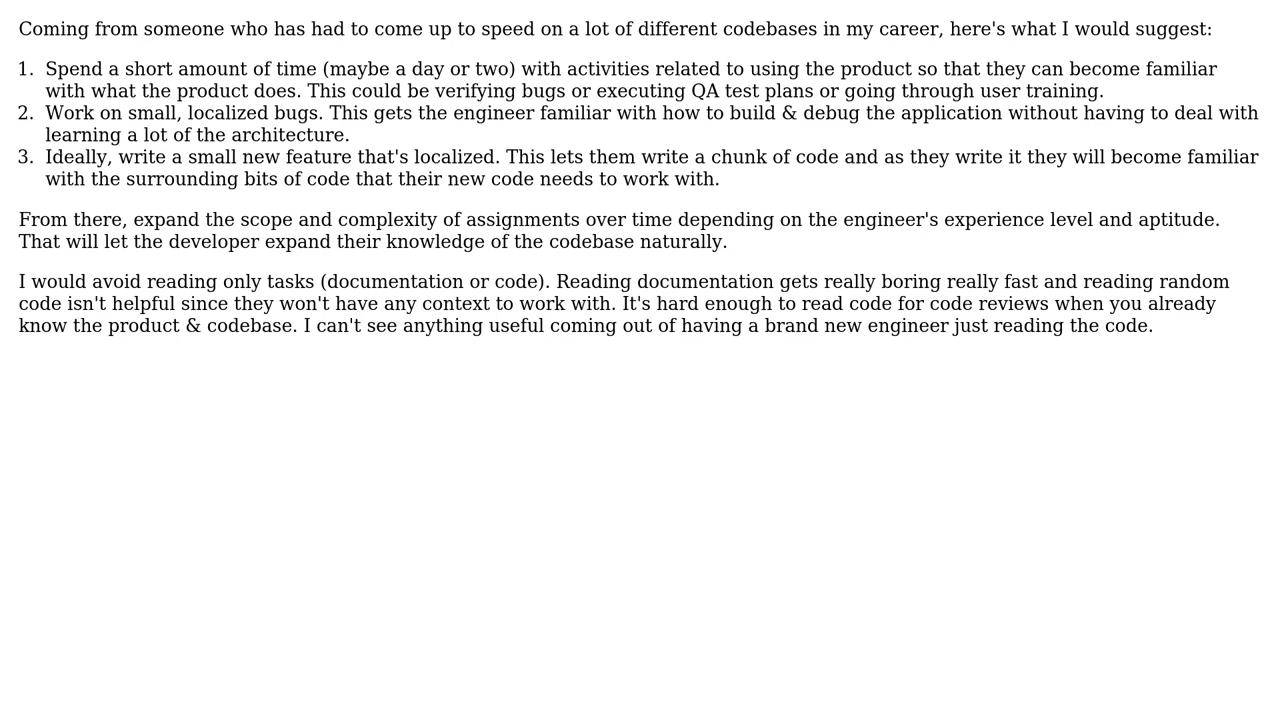 Coming from someone who has had to come up to speed on a lot of different codebases in my career, here's what I would suggest:
1. Spend a short amount of time (maybe a day or two) with activities related to using the product so that they can become familiar
with what the product does. This could be verifying bugs or executing QA test plans or going through user training.
2. Work on small, localized bugs. This gets the engineer familiar with how to build & debug the application without having to deal with
learning a lot of the architecture.
3. Ideally, write a small new feature that's localized. This lets them write a chunk of code and as they write it they will become familiar
with the surrounding bits of code that their new code needs to work with.
From there, expand the scope and complexity of assignments over time depending on the engineer's experience level and aptitude.
That will let the developer expand their knowledge of the codebase naturally.
I would avoid reading only tasks (documentation or code). Reading documentation gets really boring really fast and reading random
code isn't helpful since they won't have any context to work with. It's hard enough to read code for code reviews when you already
know the product & codebase. I can't see anything useful coming out of having a brand new engineer just reading the code.